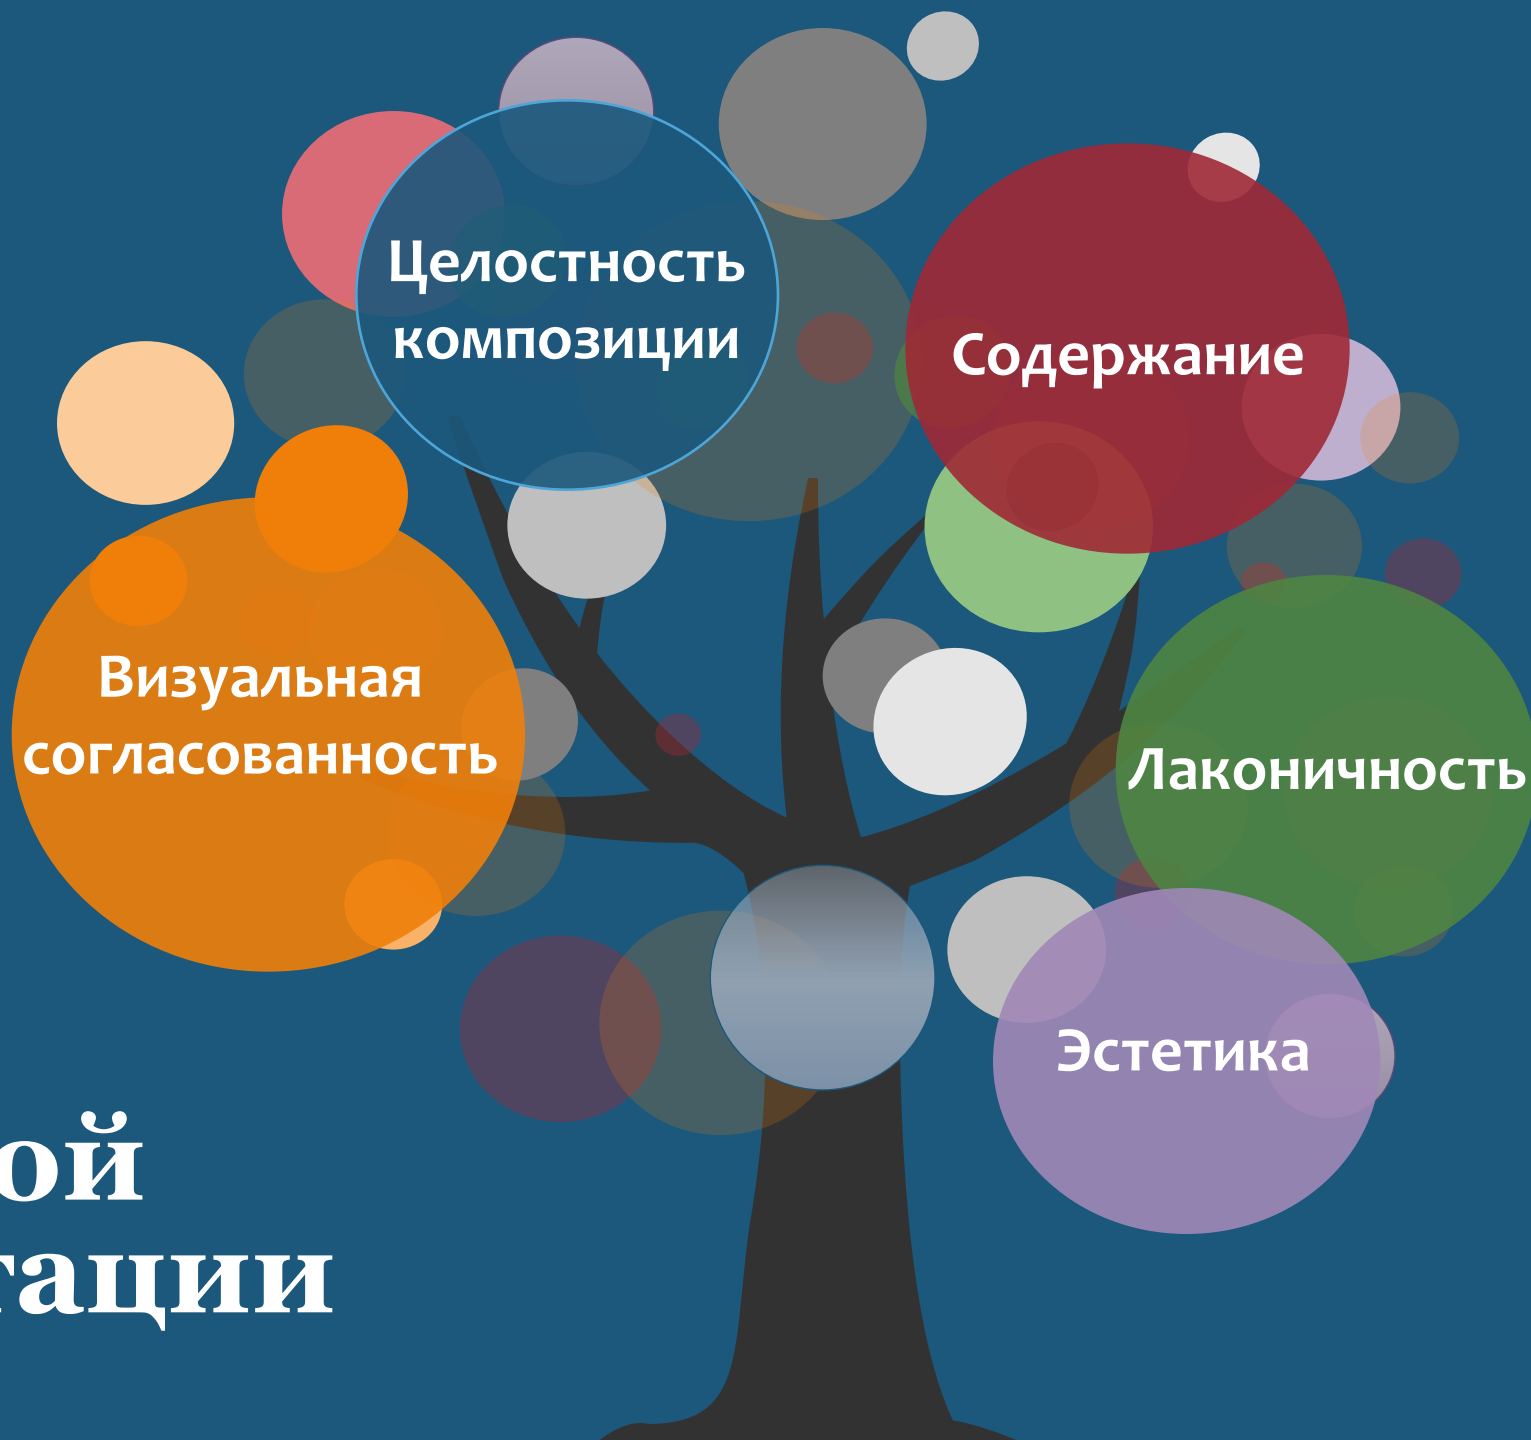 Целостность
композиции
Содержание
Визуальная
согласованность
Лаконичность
Эстетика
ой
тации